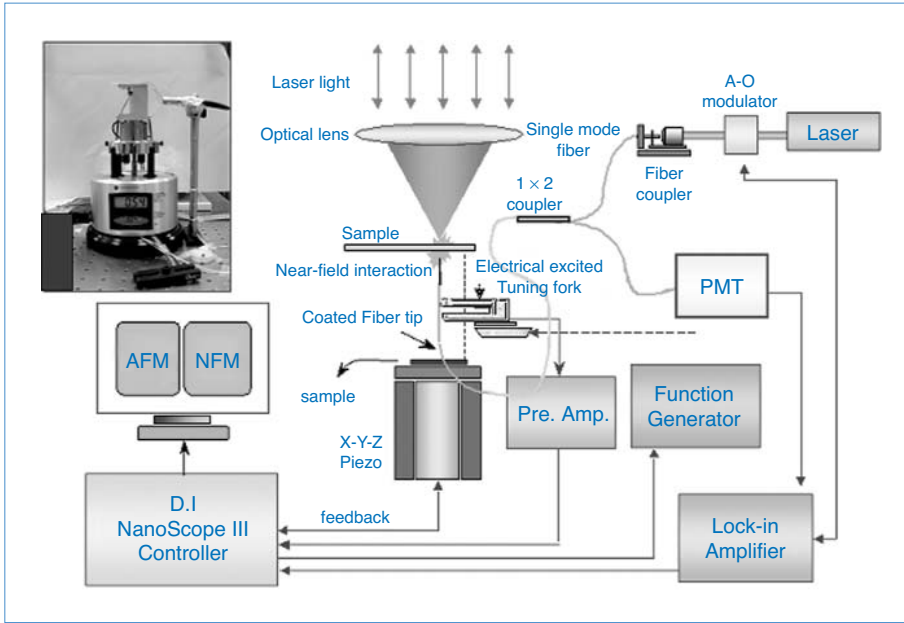 Laser light
Optical lens
Single mode
fiber
A-O
modulator
Laser
Fiber
coupler
1 × 2
coupler
Sample
Near-field interaction
Electrical excited
Tuning fork
PMT
Coated Fiber tip
AFM
NFM
sample
Pre. Amp.
Function
Generator
X-Y-Z
Piezo
D.I
NanoScope III
Controller
feedback
Lock-in
Amplifier